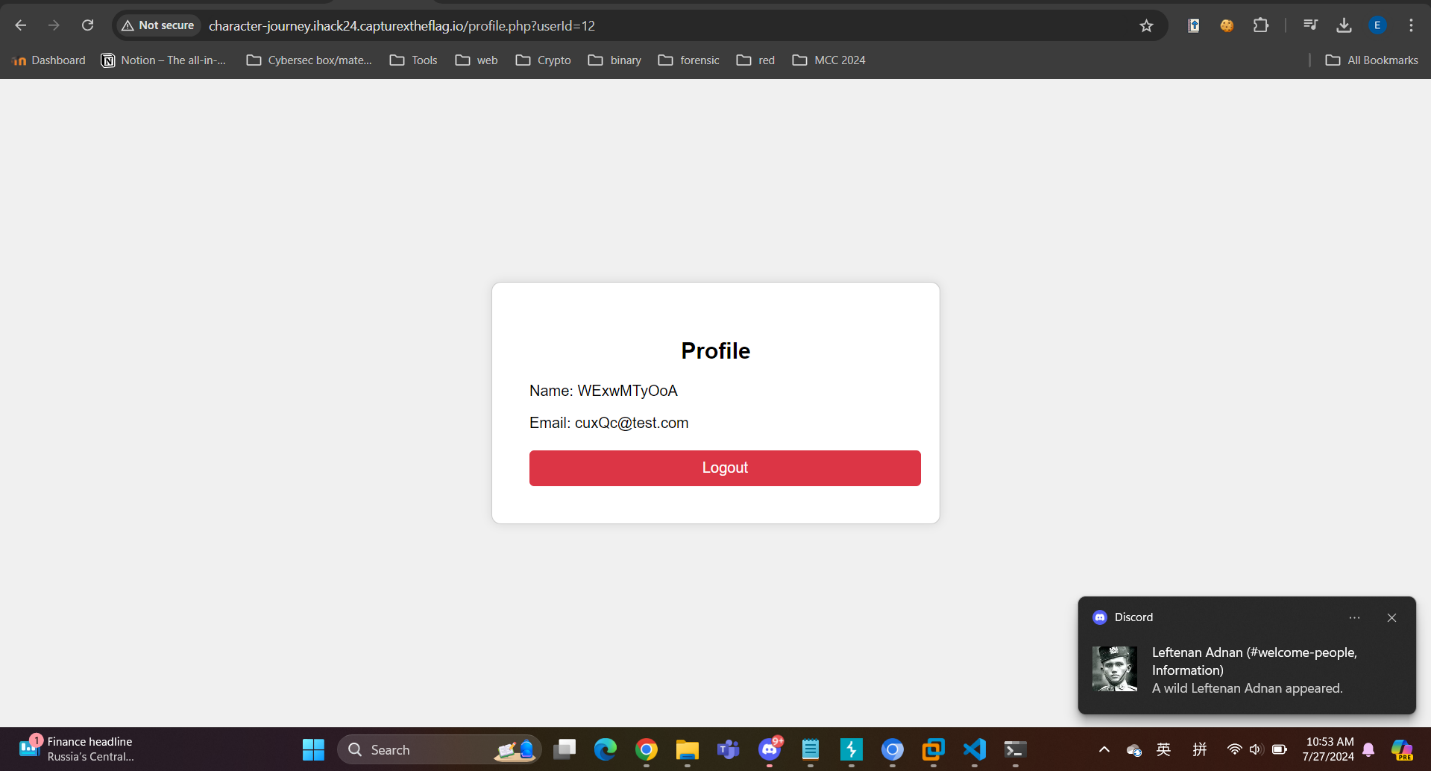 Not secure
character-journey.ihack24.capturextheflag.io/profile.php?userId=12
E
Dashboard
Notion – The all-in-...
Cybersec box/mate...
Tools
web
Crypto
binary
forensic
red
MCC 2024
All Bookmarks
Profile
Name: WExwMTyOoA
Email: cuxQc@test.com
Logout
Discord
Leftenan Adnan (#welcome-people,
Information)
A wild Leftenan Adnan appeared.
1
Finance headline
Russia's Central...
Search
9+
英
拼
10:53 AM
7/27/2024
PRE